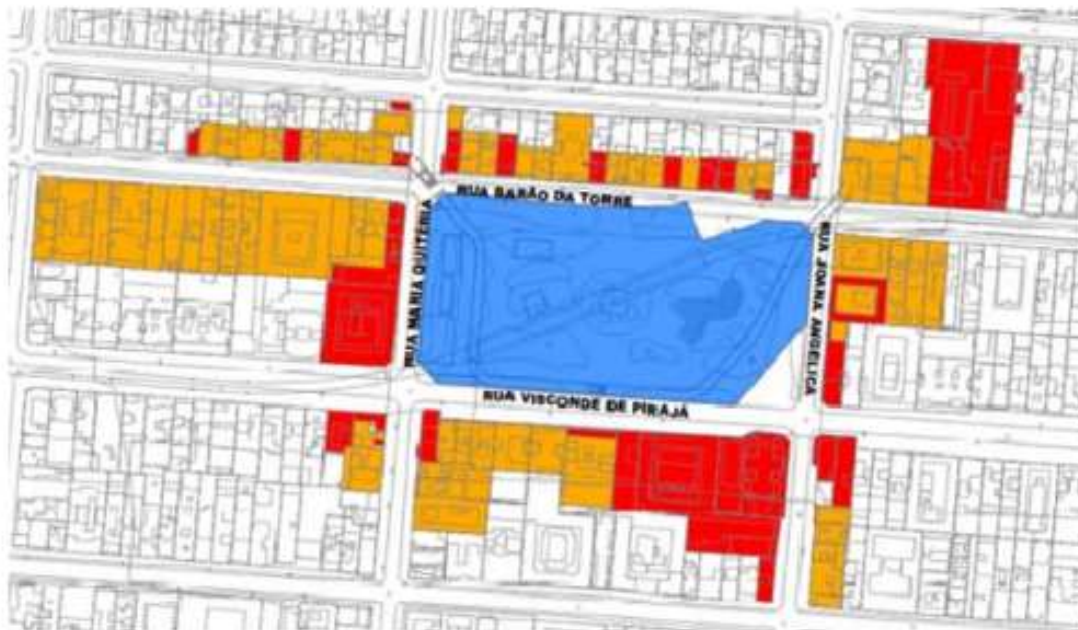 RUA BARÃO DA TORRE
RUA MARIA QUITÉRIA
RUA JOANA ANGÉLICA
RUA VISCONDE DE PIRAJÁ